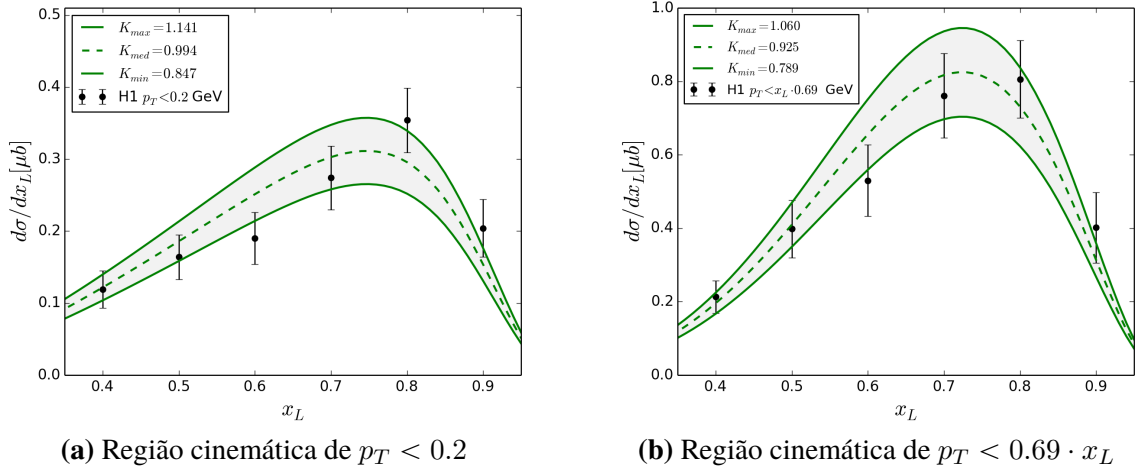 0.5
0.4
0.3
0.2
0.1
0.0
dσ/dx_L[μb]
K_max=1.141
K_med=0.994
K_min=0.847
H1 p_T<0.2 GeV
0.4 0.5 0.6 0.7 0.8 0.9
x_L
(a) Região cinemática de p_T < 0.2
1.0
0.8
0.6
0.4
0.2
0.0
dσ/dx_L[μb]
K_max=1.060
K_med=0.925
K_min=0.789
H1 p_T<x_L·0.69 GeV
0.4 0.5 0.6 0.7 0.8 0.9
x_L
(b) Região cinemática de p_T < 0.69 · x_L